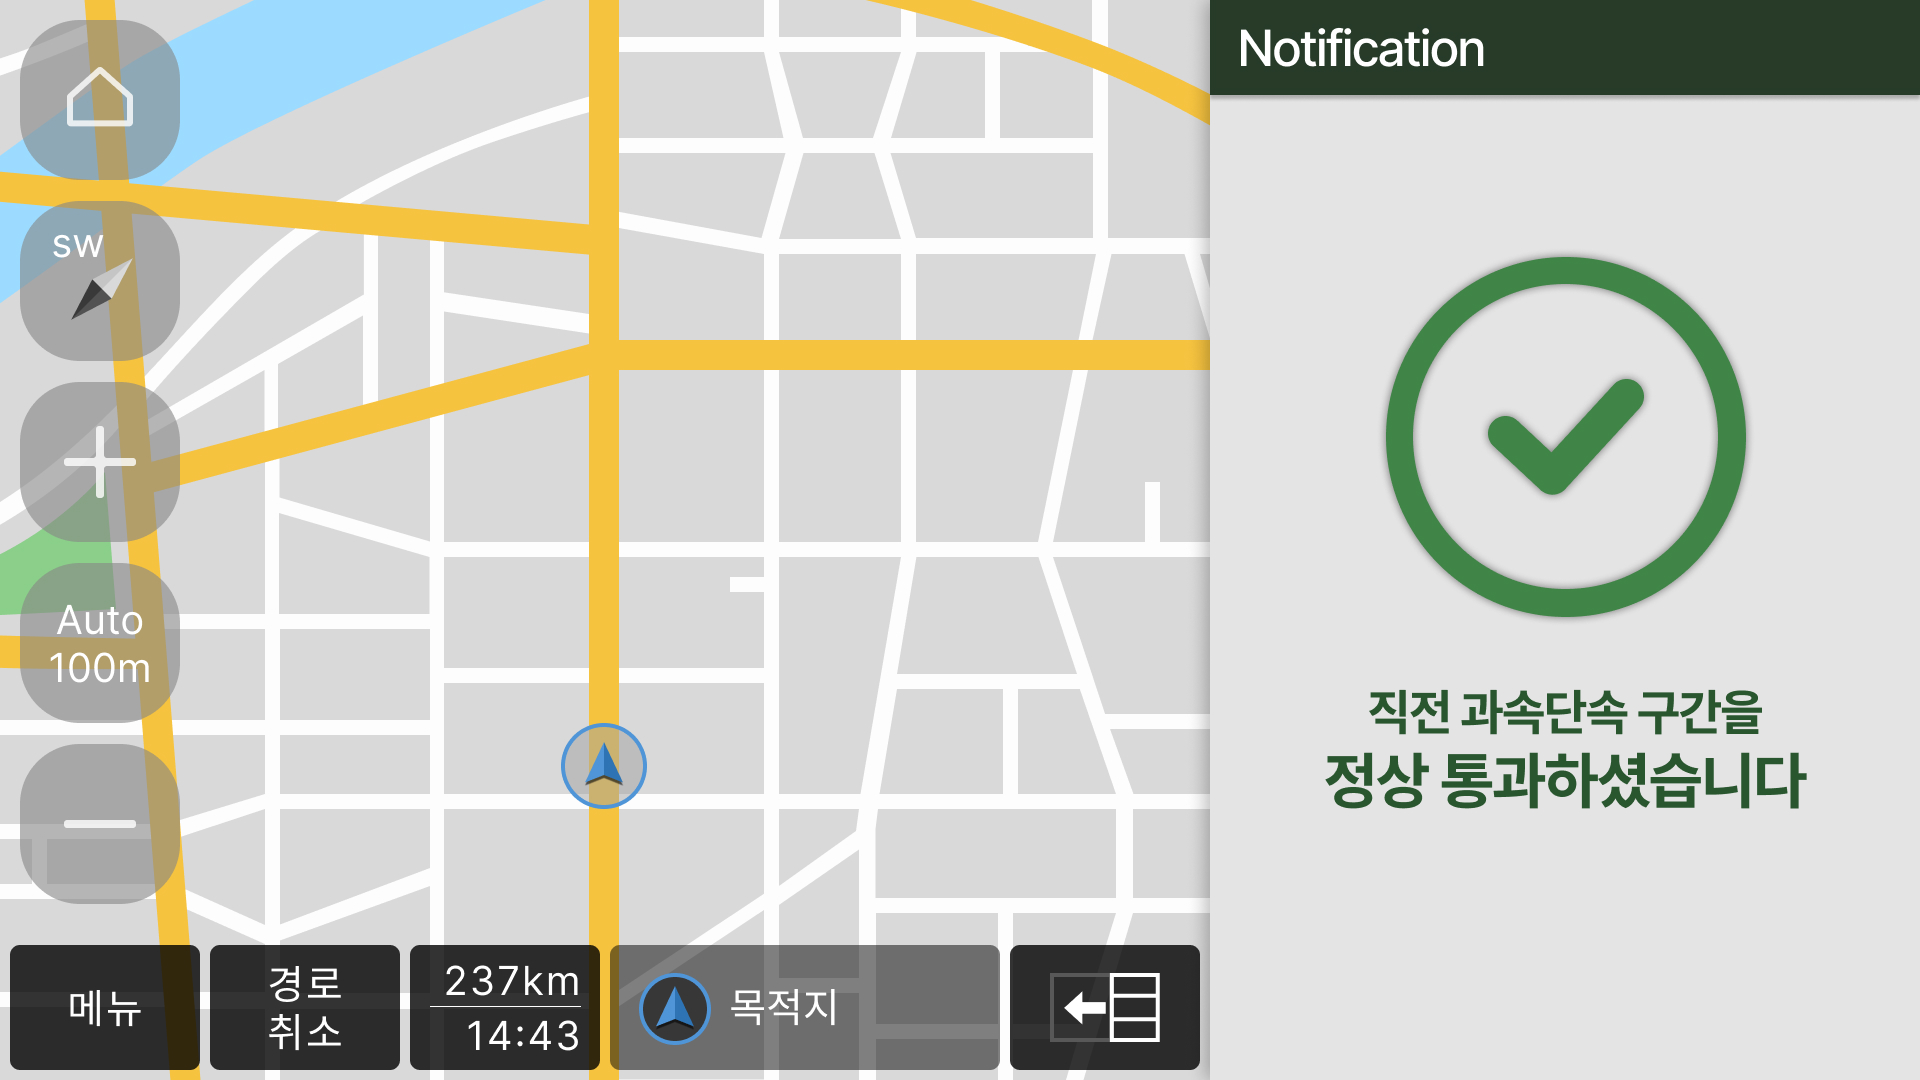 SW
Auto
100m
메뉴
경로
취소
237km
14:43
목적지
Notification
직전 과속단속 구간을
정상 통과하셨습니다